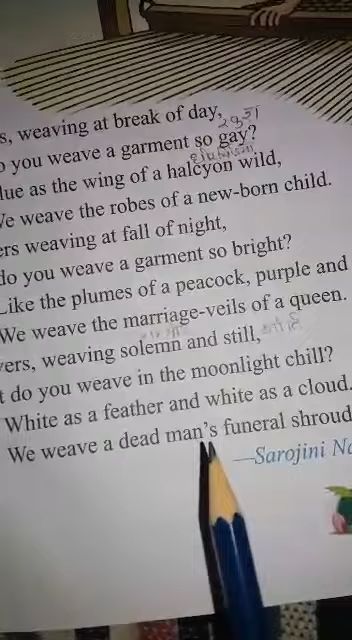 s, weaving at break of day,
you weave a garment so gay?
lue as the wing of a halcyon wild,
e weave the robes of a new-born child.
ers weaving at fall of night,
do you weave a garment so bright?
Like the plumes of a peacock, purple and
We weave the marriage-veils of a queen.
ers, weaving solemn and still,
t do you weave in the moonlight chill?
White as a feather and white as a cloud.
We weave a dead man's funeral shroud
—Sarojini Na